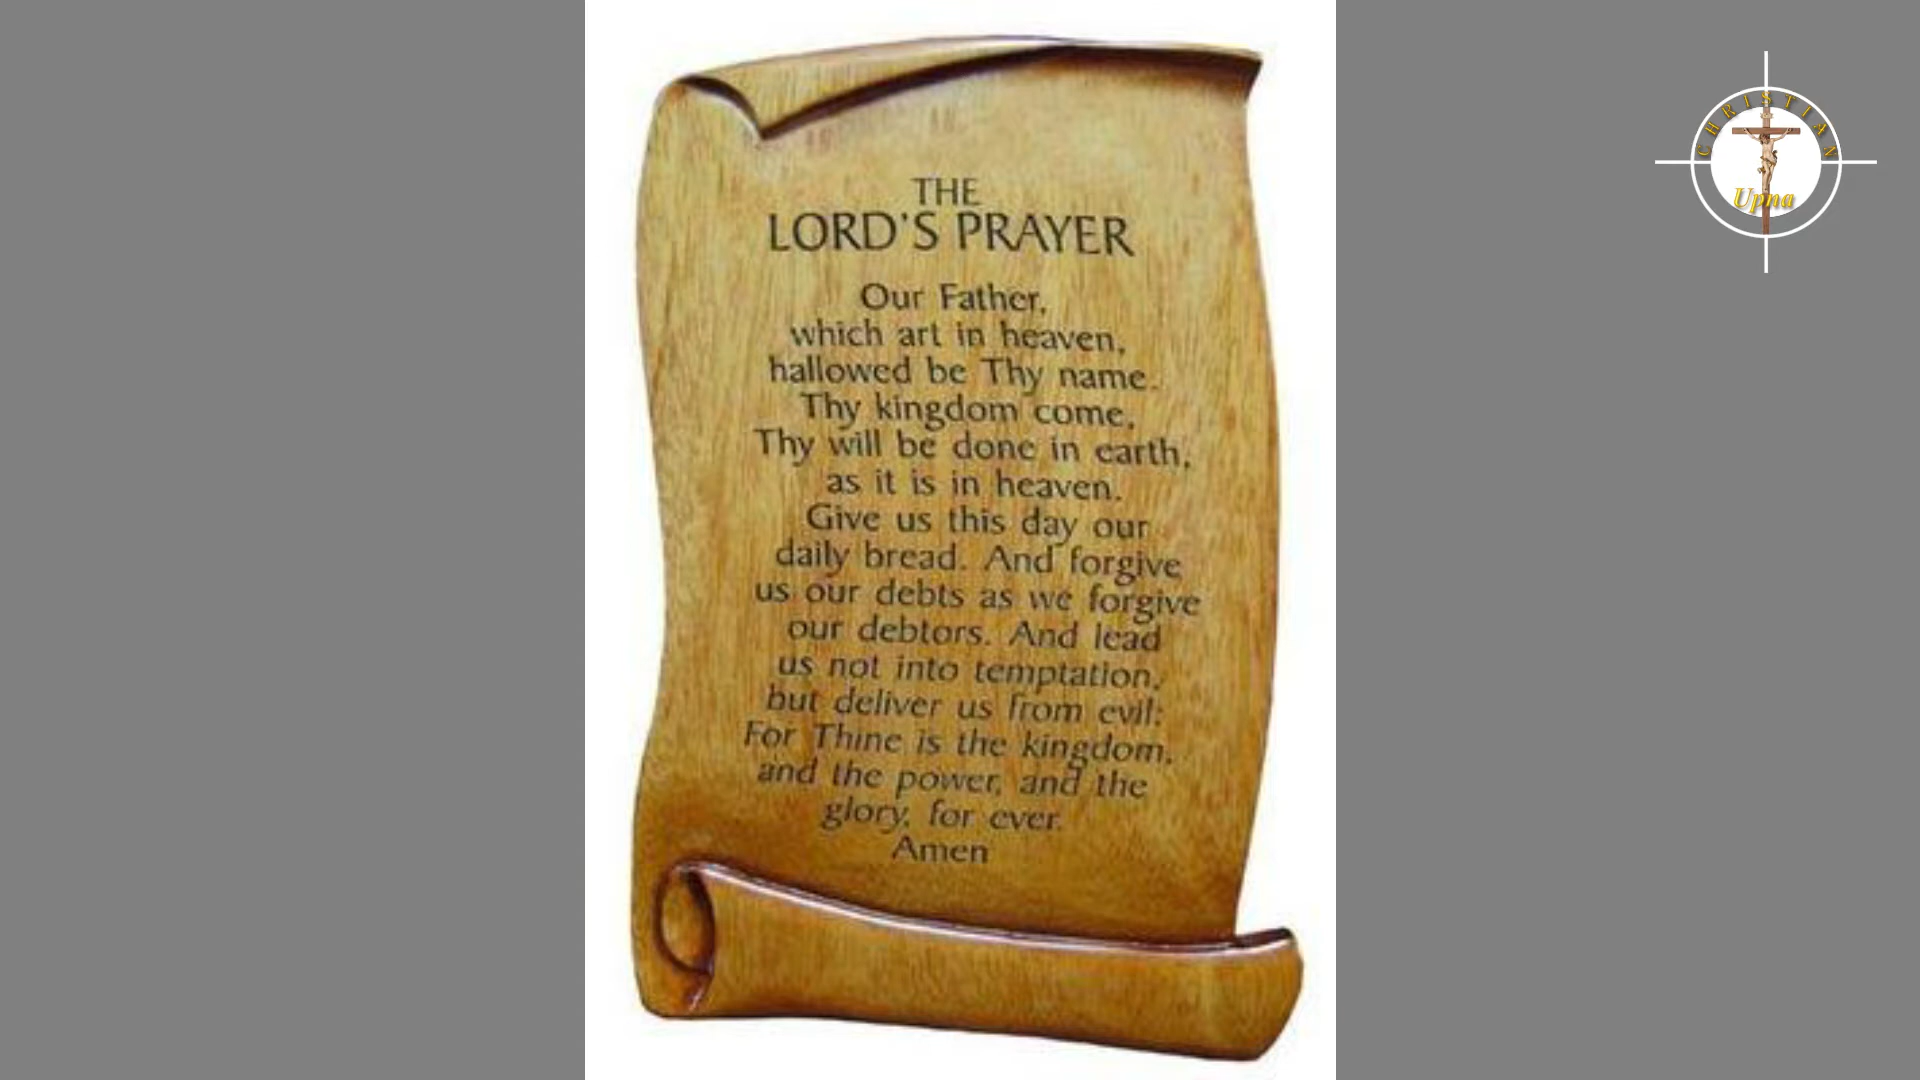 THE
LORD'S PRAYER
Our Father,
which art in heaven,
hallowed be Thy name.
Thy kingdom come,
Thy will be done in earth,
as it is in heaven.
Give us this day our
daily bread. And forgive
us our debts as we forgive
our debtors. And lead
us not into temptation,
but deliver us from evil:
For Thine is the kingdom,
and the power, and the
glory, for ever.
Amen
CHRISTIAN
Upna